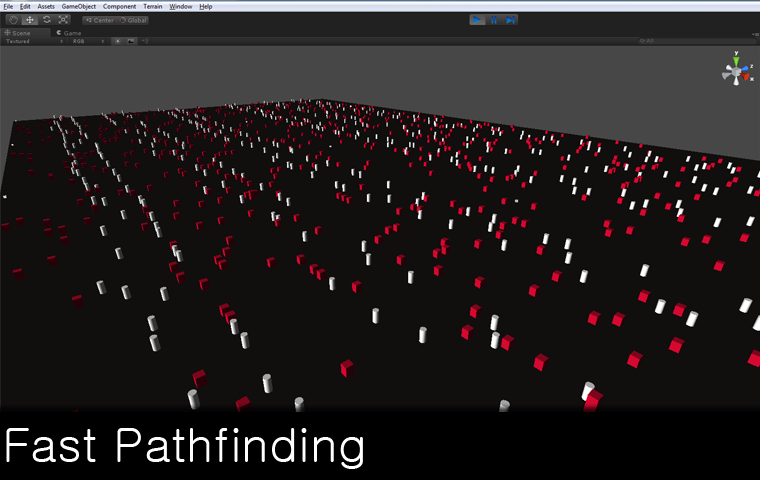 File Edit Assets GameObject Component Terrain Window Help
Center Global
Scene Game
Textured RGB
y
z
x
Fast Pathfinding